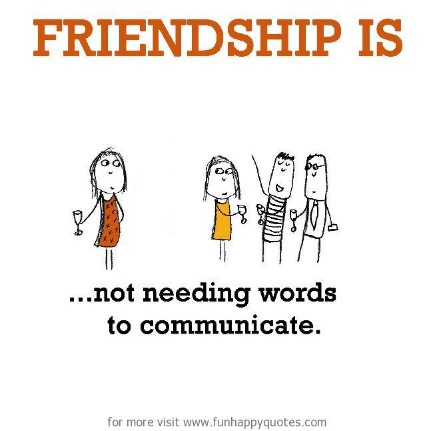 FRIENDSHIP IS
...not needing words
to communicate.
for more visit www.funhappyquotes.com